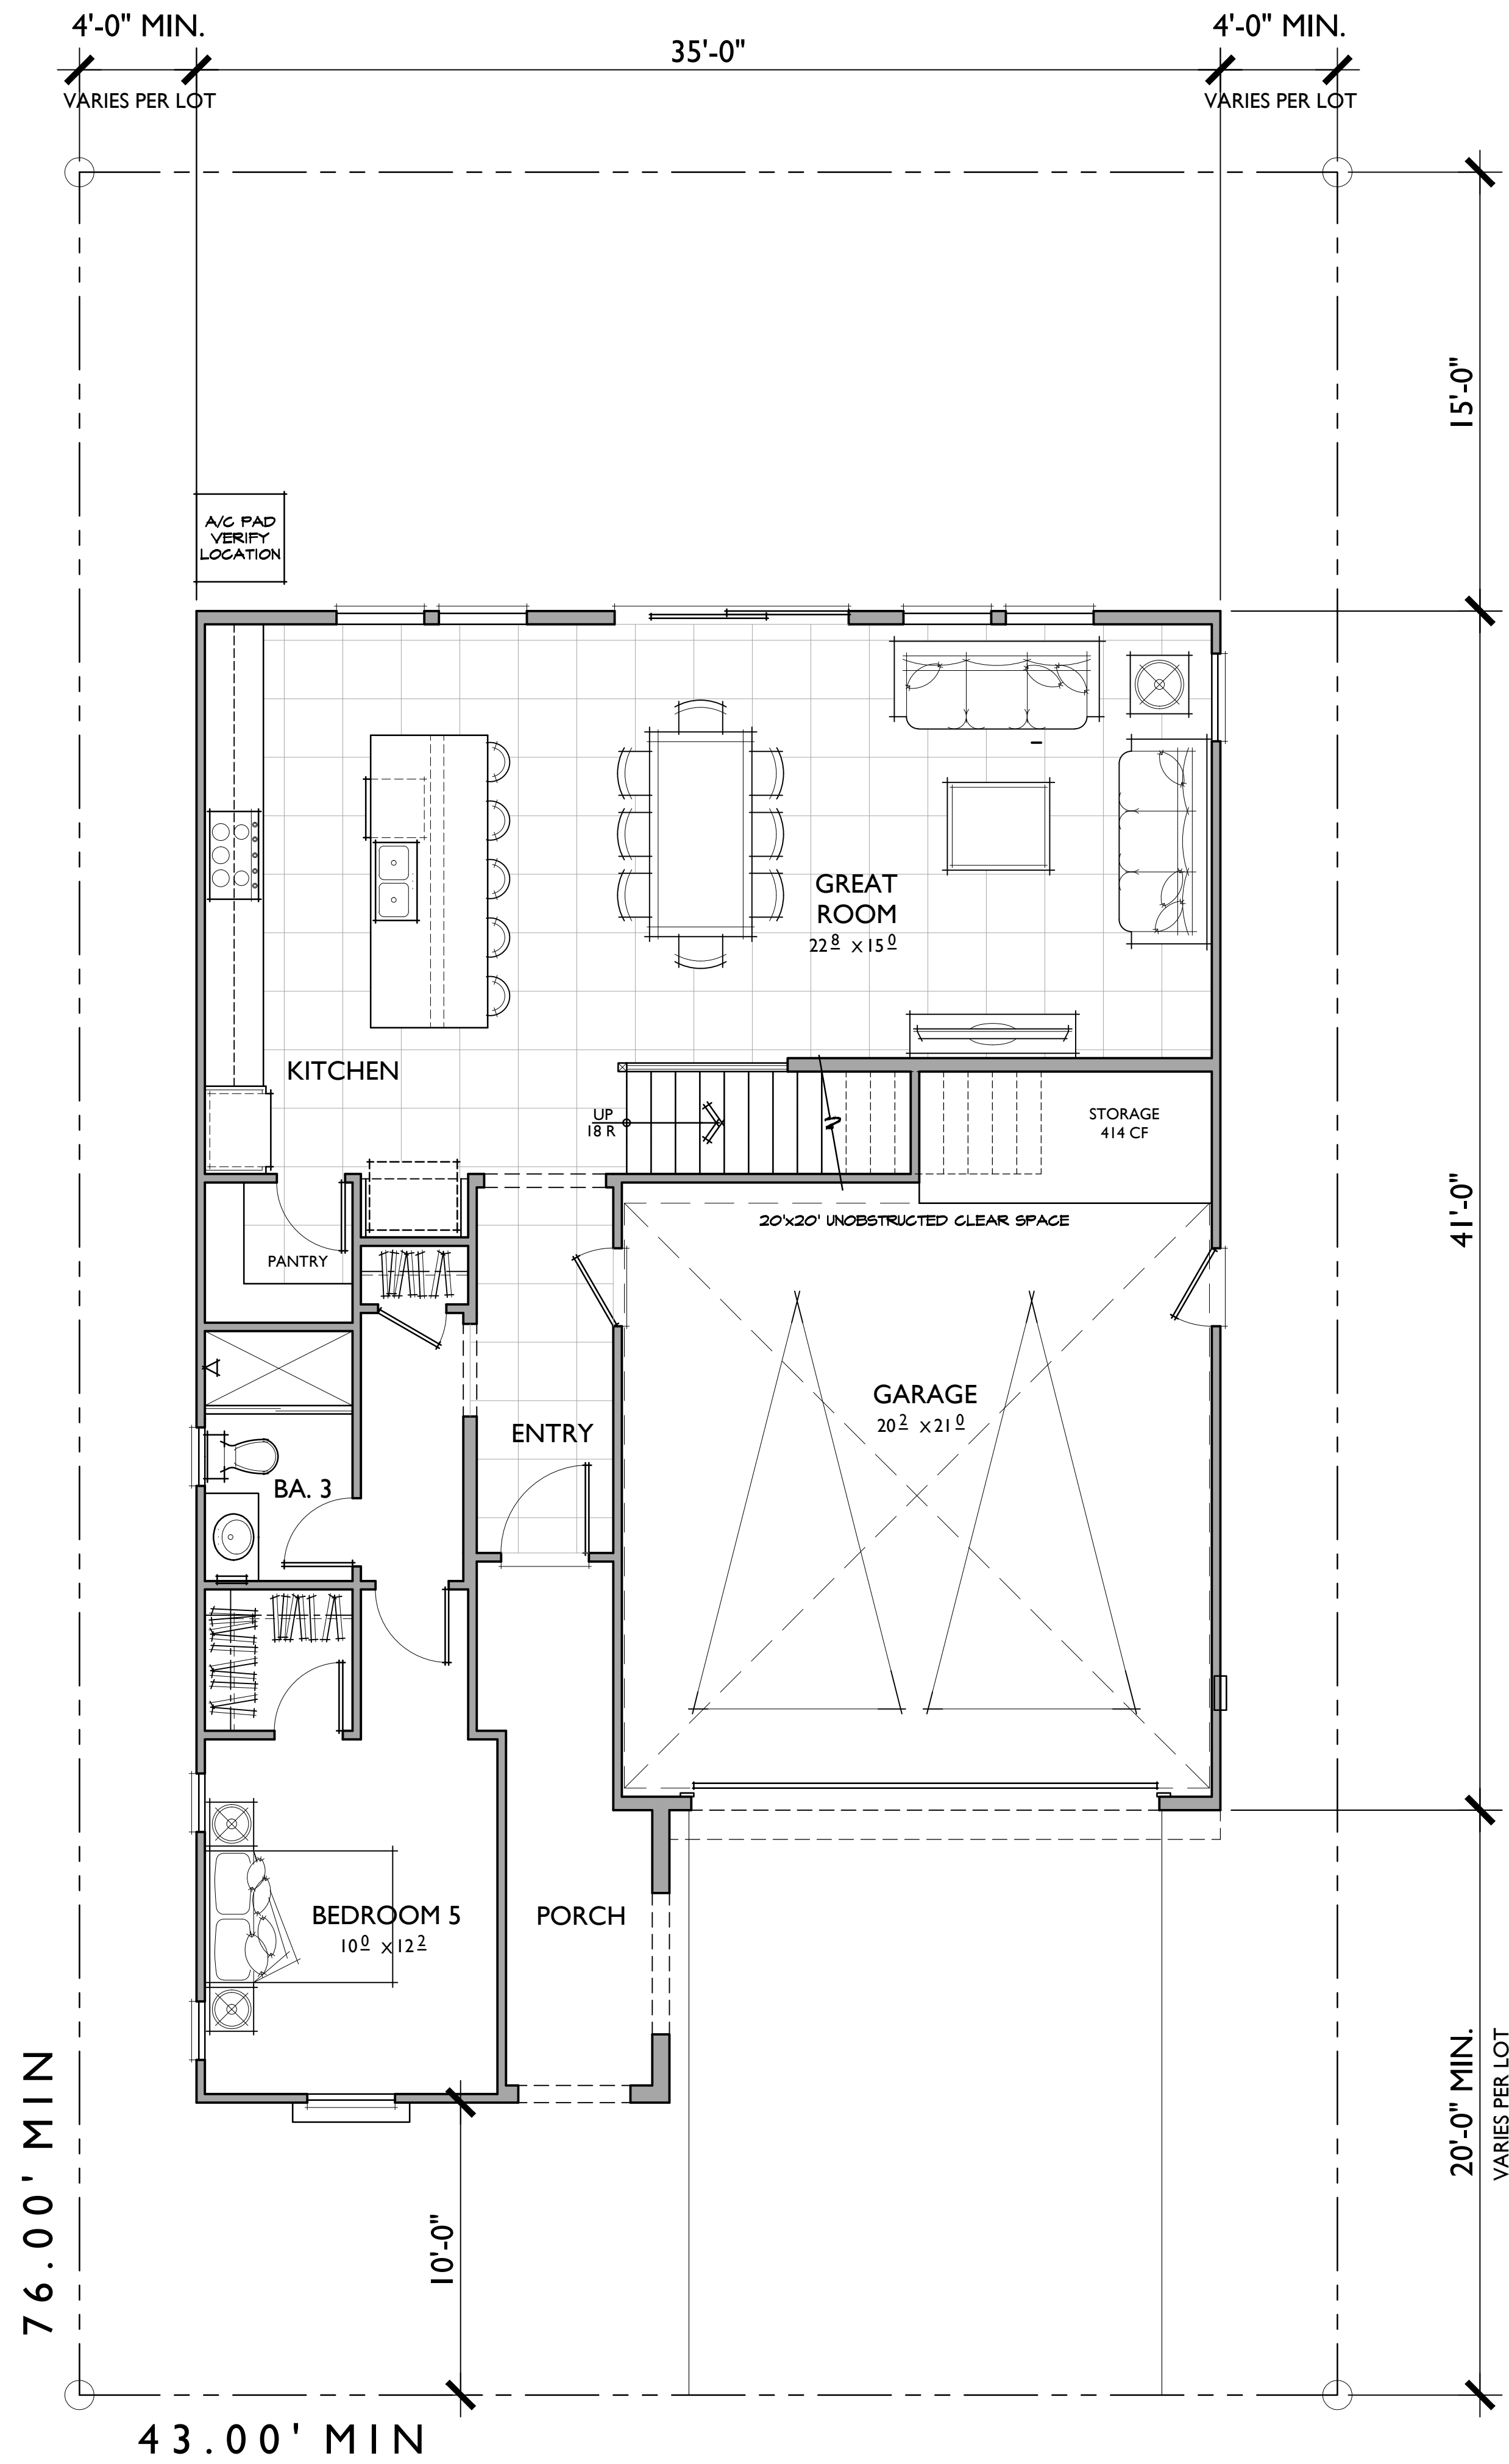 4'-0" MIN.
4'-0" MIN.
35'-0"
VARIES PER LOT
VARIES PER LOT
15'-0"
A/C PAD
VERIFY
LOCATION
GREAT
ROOM
22 8 X 15 0
KITCHEN
UP
18 R
STORAGE
414 CF
41'-0"
20'x20' UNOBSTRUCTED CLEAR SPACE
PANTRY
GARAGE
20 2 X 21 0
ENTRY
BA. 3
BEDROOM 5
10 0 X 12 2
PORCH
20'-0" MIN.
VARIES PER LOT
10'-0"
76.00' MIN
43.00' MIN